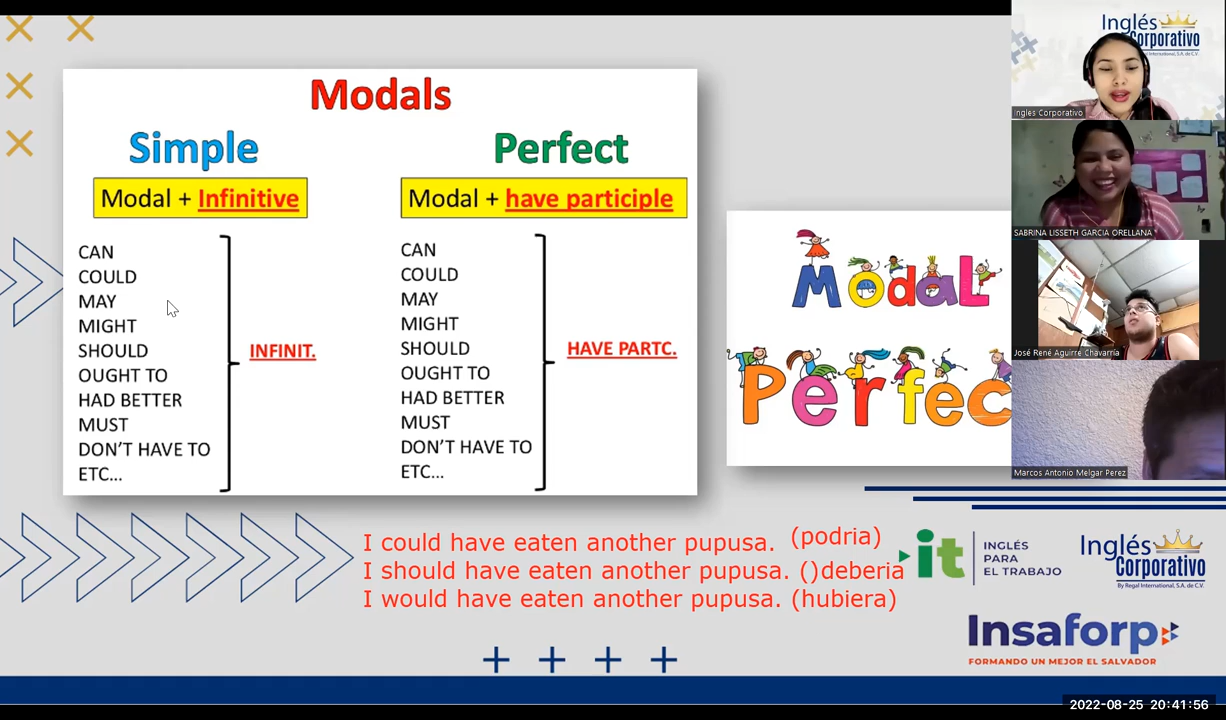 Modals
Simple
Perfect
Modal + Infinitive
Modal + have participle
CAN
COULD
MAY
MIGHT
SHOULD
OUGHT TO
HAD BETTER
MUST
DON'T HAVE TO
ETC...
INFINIT.
CAN
COULD
MAY
MIGHT
SHOULD
OUGHT TO
HAD BETTER
MUST
DON'T HAVE TO
ETC...
HAVE PARTC.
Modal
Perfec
I could have eaten another pupusa. (podria)
I should have eaten another pupusa. ()deberia
I would have eaten another pupusa. (hubiera)
it
INGLÉS
PARA
EL TRABAJO
Inglés
Corporativo
By Regal International, S.A. de C.V.
Insaforp
FORMANDO UN MEJOR EL SALVADOR
Inglés
Corporativo
Ingles Corporativo
SABRINA LISSETH GARCIA ORELLANA
José René Aguirre Chavarría
Marcos Antonio Melgar Perez
2022-08-25 20:41:56